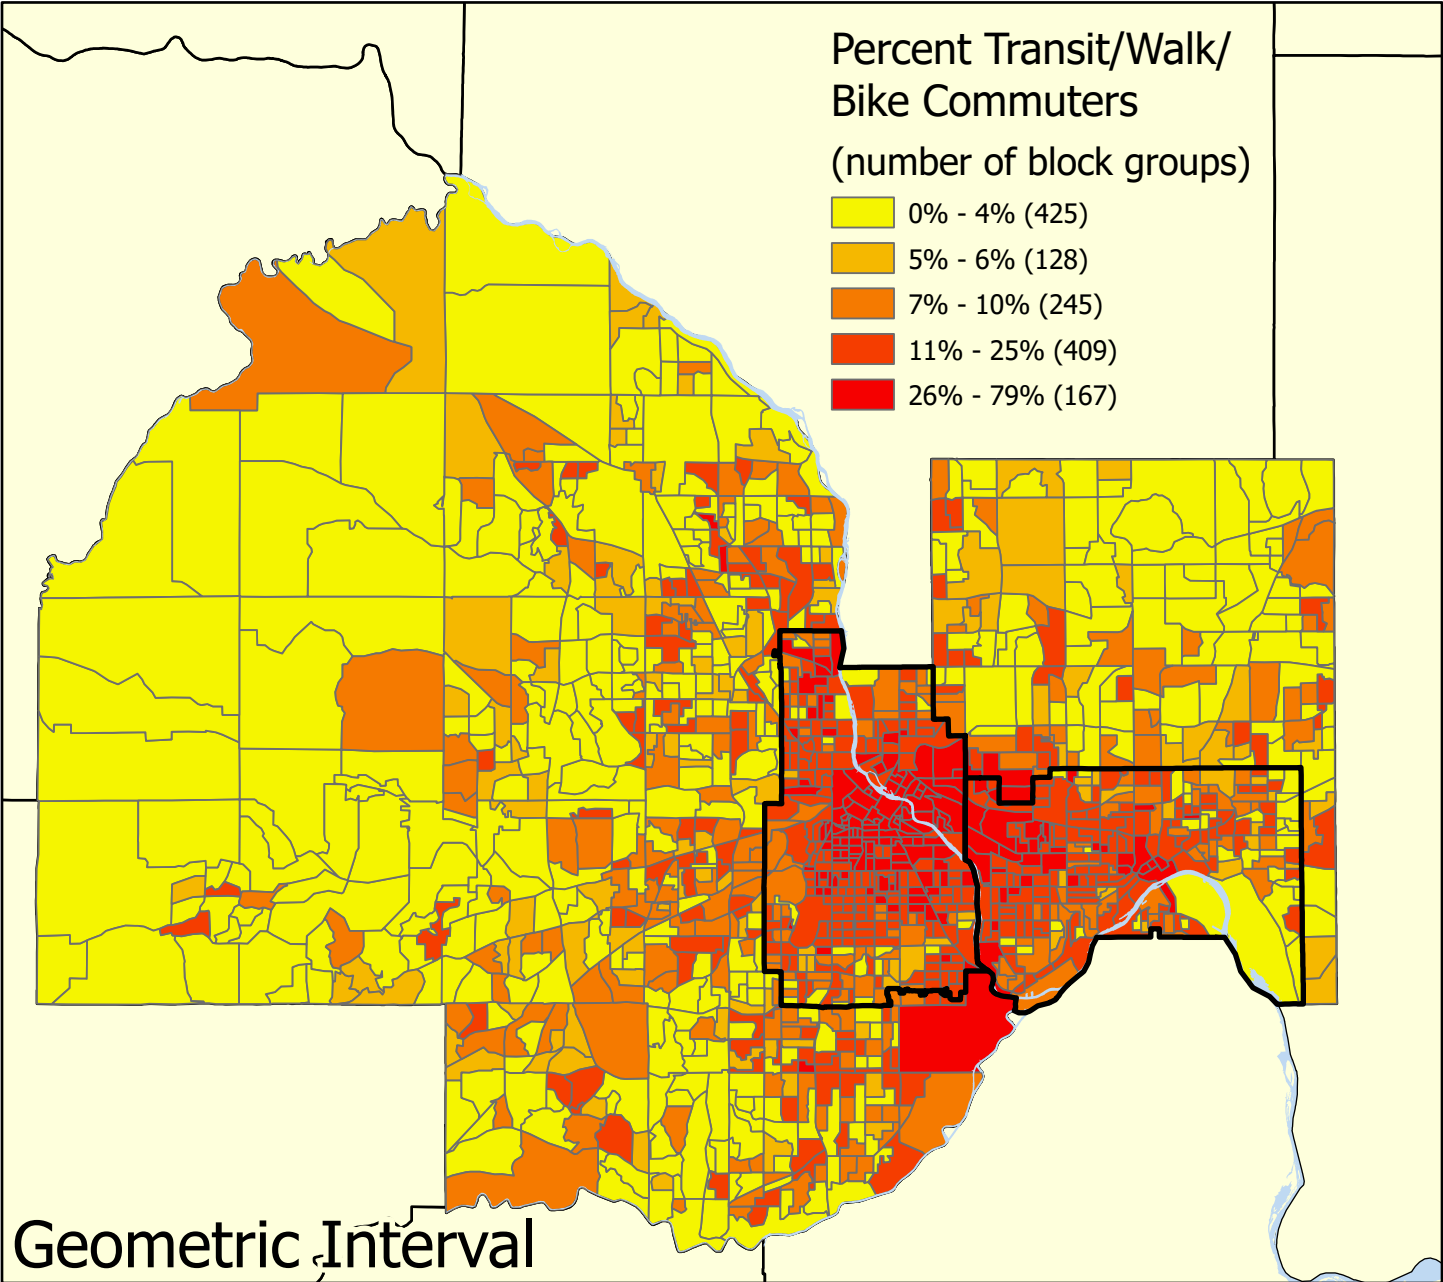 Percent Transit/Walk/
Bike Commuters
(number of block groups)
0% - 4% (425)
5% - 6% (128)
7% - 10% (245)
11% - 25% (409)
26% - 79% (167)
Geometric Interval